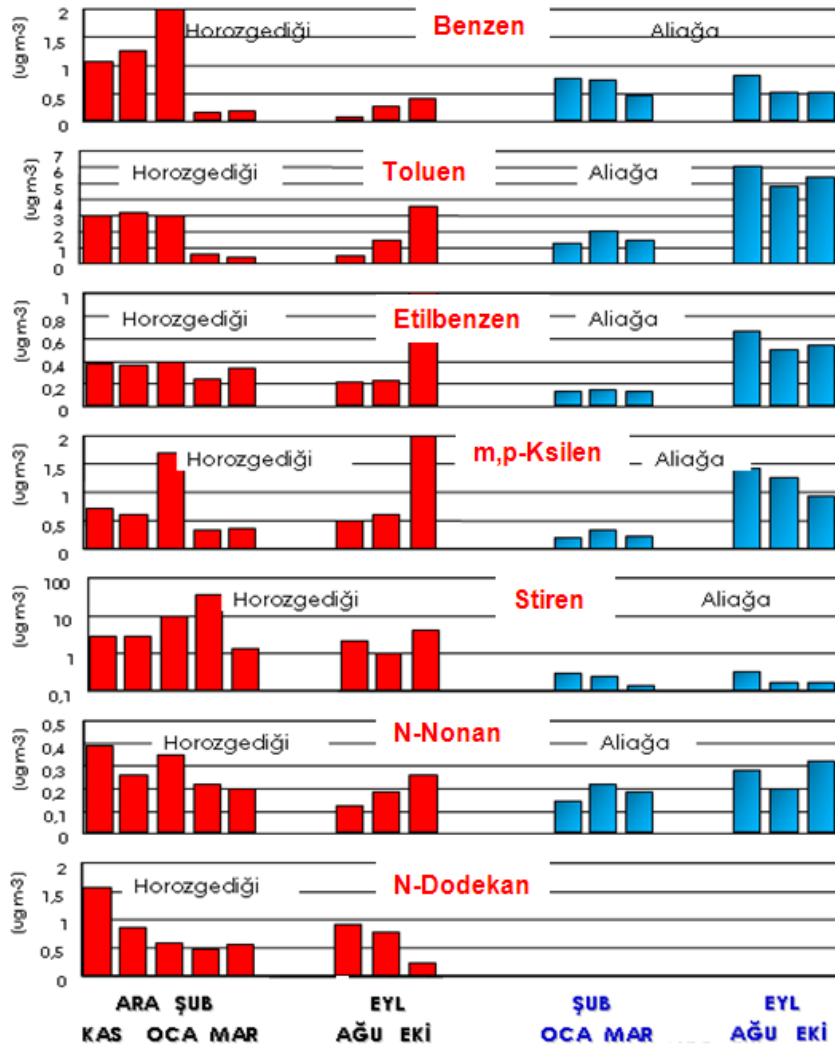 2
1,5
1
0,5
0
(ugm-3)
Horozgediği Benzen Aliağa
7
6
5
4
3
2
1
0
(ugm-3)
Horozgediği Toluen Aliağa
1
0,8
0,6
0,4
0,2
0
(ugm-3)
Horozgediği Etilbenzen Aliağa
2
1,5
1
0,5
0
(ugm-3)
Horozgediği m,p-Ksilen Aliağa
100
10
1
0,1
(ugm-3)
Horozgediği Stiren Aliağa
0,5
0,4
0,3
0,2
0,1
0
(ugm-3)
Horozgediği N-Nonan Aliağa
2
1,5
1
0,5
0
(ugm-3)
Horozgediği N-Dodekan
ARA ŞUB EYL ŞUB EYL
KAS OCA MAR AĞU EKİ OCA MAR AĞU EKİ